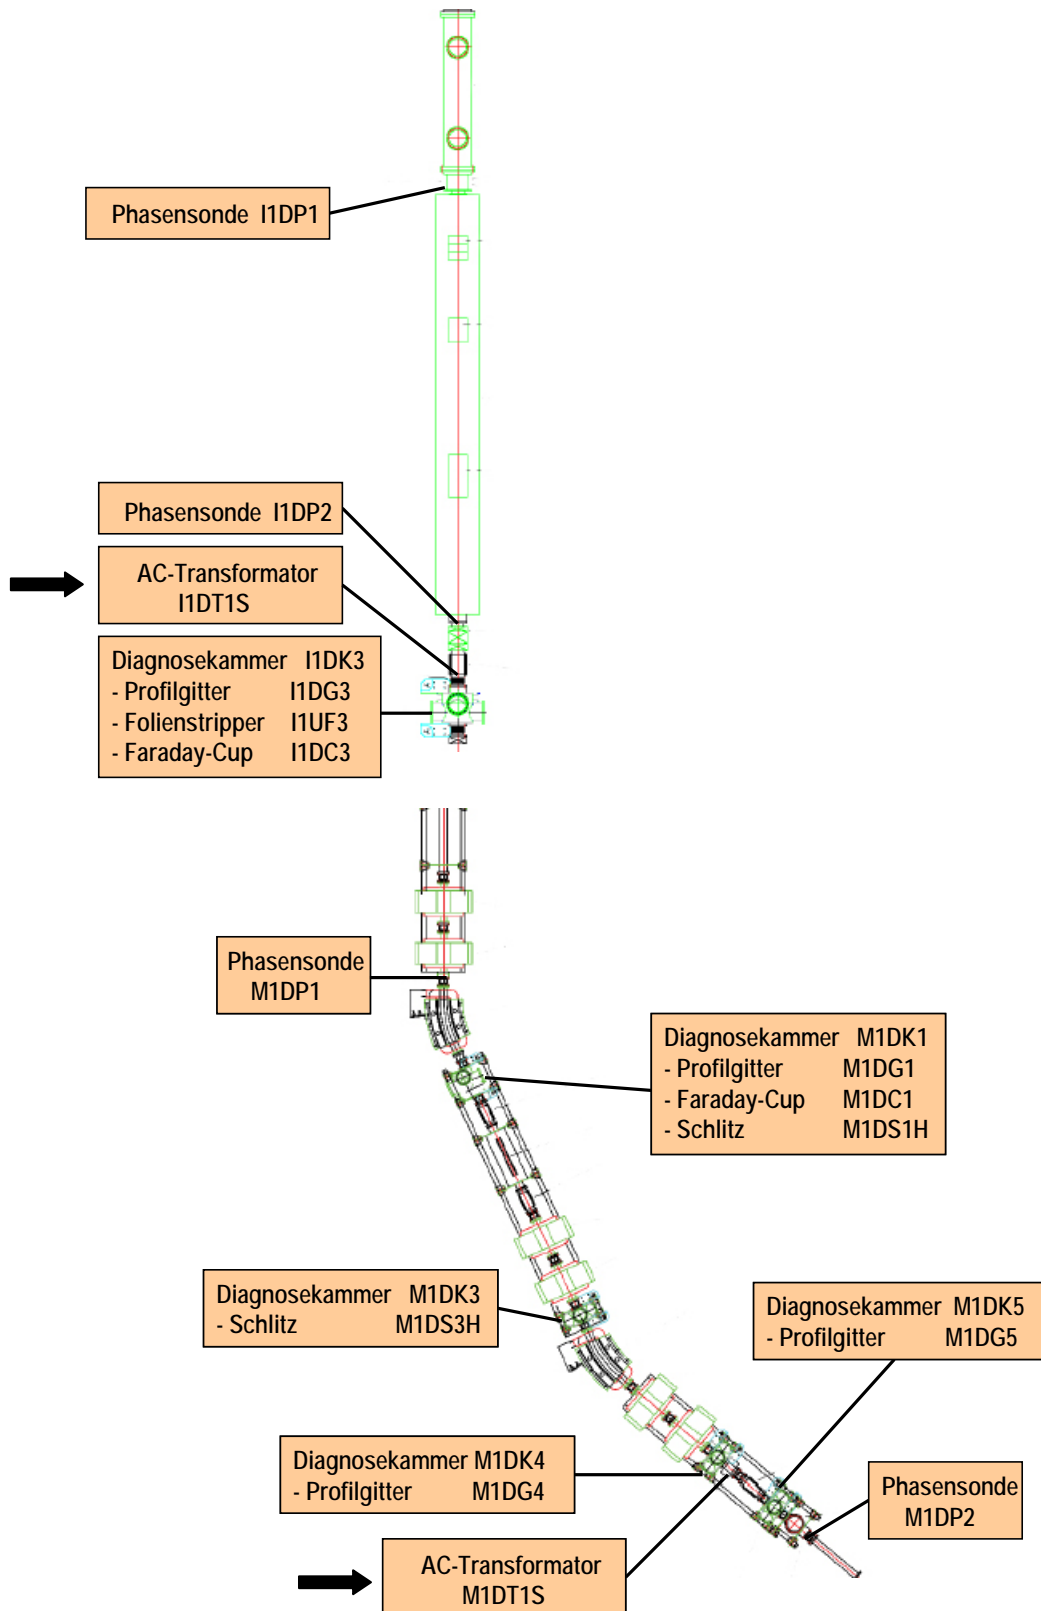 Phasensonde I1DP1
Phasensonde I1DP2
AC-Transformator
I1DT1S
Diagnosekammer I1DK3
- Profilgitter I1DG3
- Folienstripper I1UF3
- Faraday-Cup I1DC3
Phasensonde
M1DP1
Diagnosekammer M1DK1
- Profilgitter M1DG1
- Faraday-Cup M1DC1
- Schlitz M1DS1H
Diagnosekammer M1DK3
- Schlitz M1DS3H
Diagnosekammer M1DK5
- Profilgitter M1DG5
Diagnosekammer M1DK4
- Profilgitter M1DG4
Phasensonde
M1DP2
AC-Transformator
M1DT1S